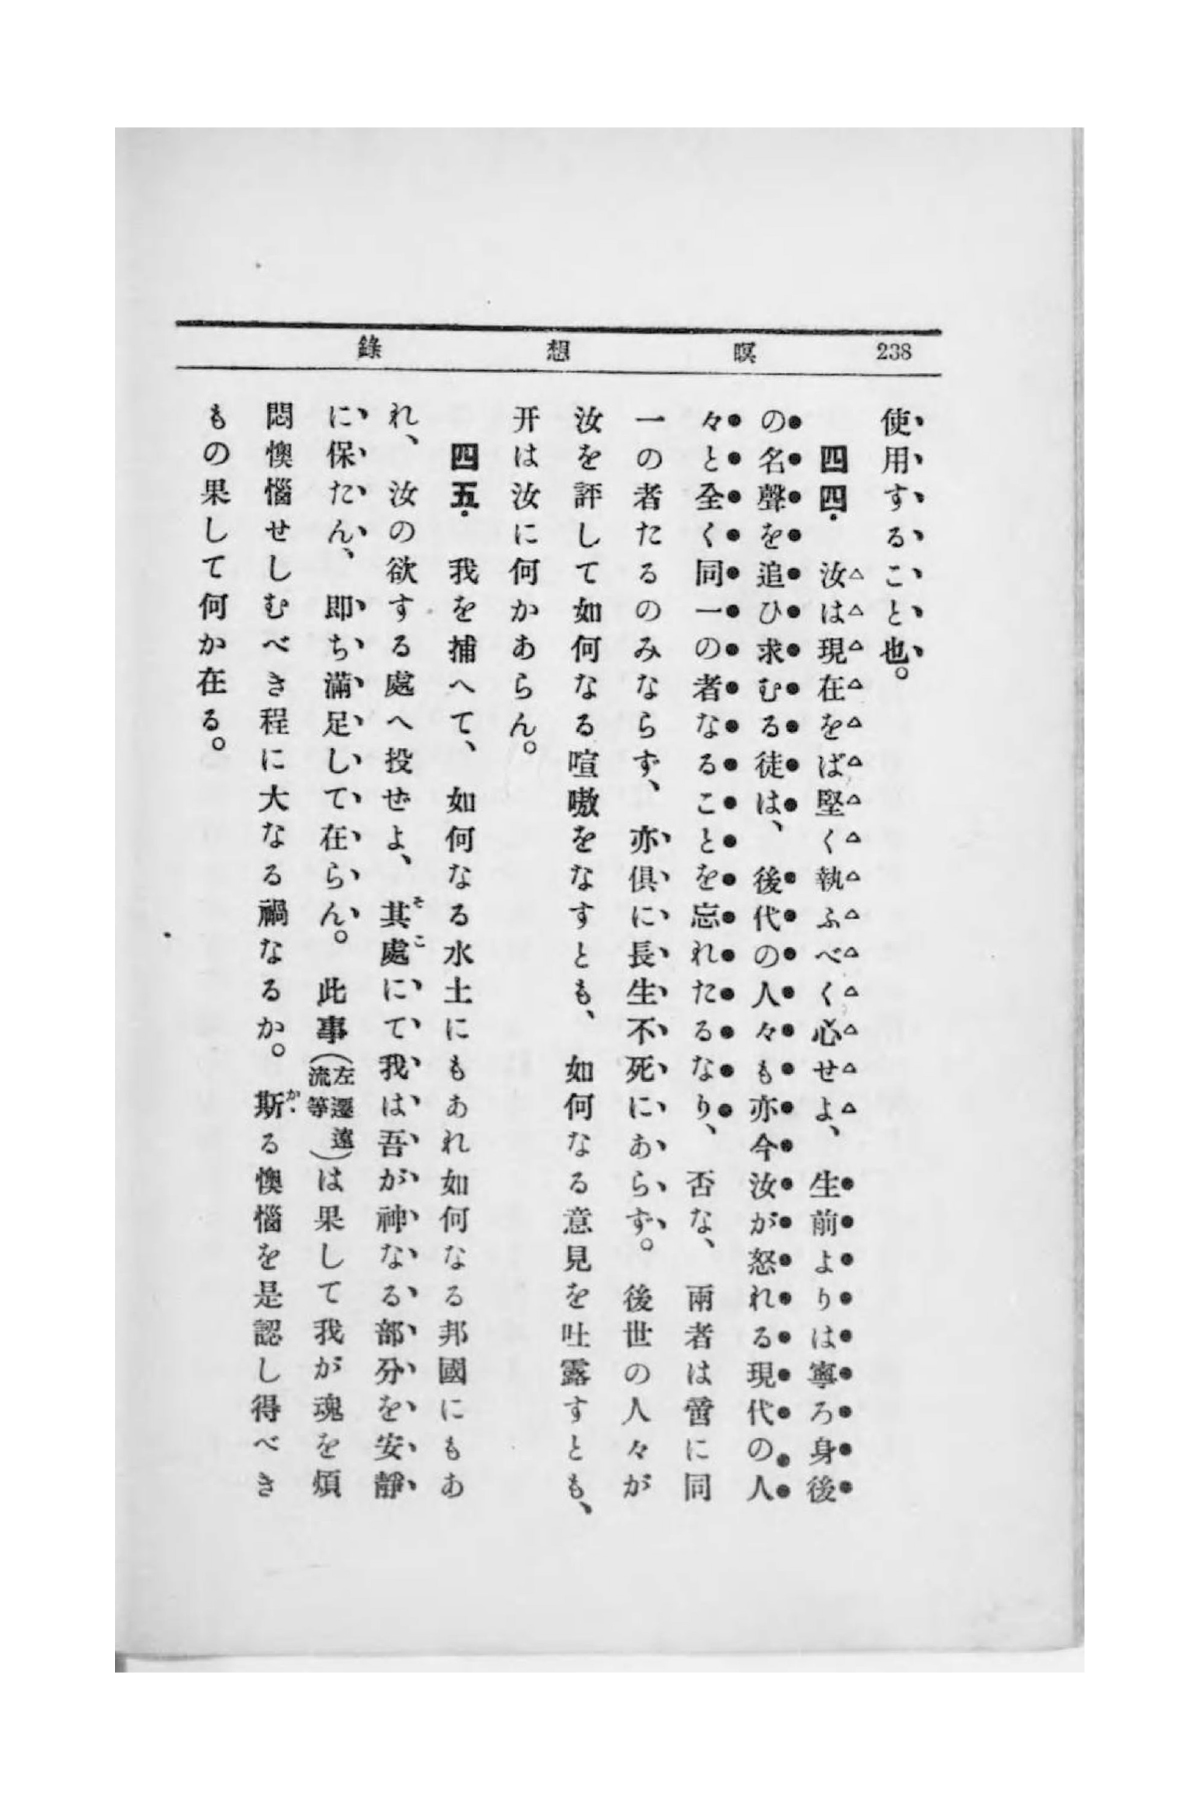 238 瞑想錄
使用すること也。
四四・ 汝は現在をば堅く執ふべく心せよ、生前よりは寧ろ身後
の名聲を追ひ求むる徒は、後代の人々も亦今汝が怒れる現代の人
々と全く同一の者なることを忘れたるなり、否な、兩者は啻に同
一の者たるのみならず、亦俱に長生不死にあらず。後世の人々が
汝を評して如何なる喧嗷をなすとも、如何なる意見を吐露すとも、
开は汝に何かあらん。
四五・ 我を捕へて、如何なる水土にもあれ如何なる邦國にもあ
れ、汝の欲する處へ投ぜよ、其處にて我は吾が神なる部分を安靜
に保たん、即ち滿足して在らん。此事(左遷遠流等)は果して我が魂を煩
悶懊惱せしむべき程に大なる禍なるか。斯る懊惱を是認し得べき
もの果して何か在る。